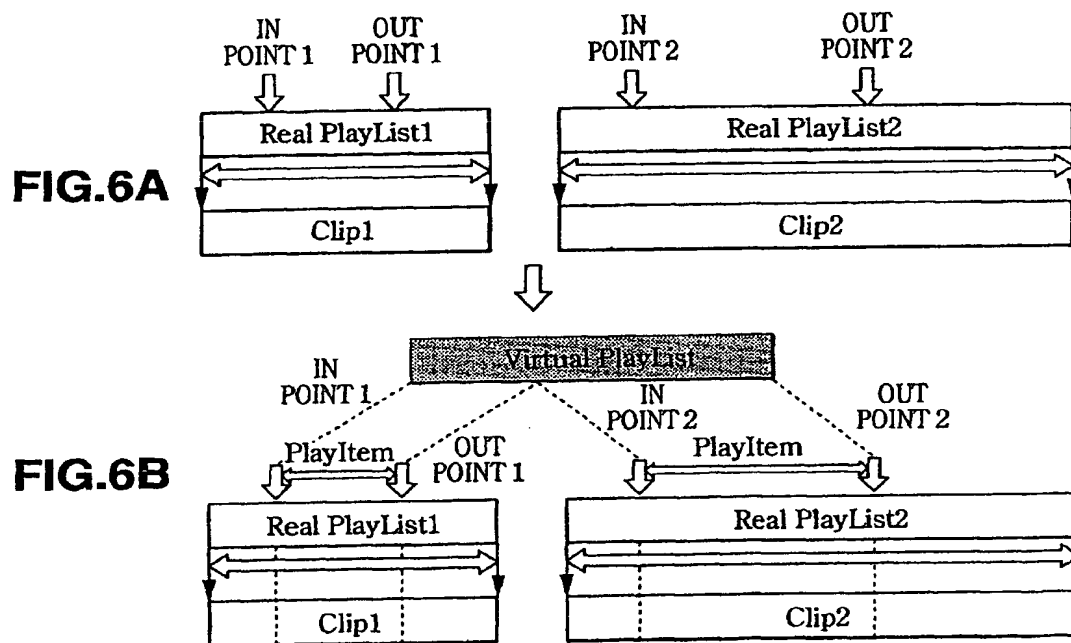 IN
POINT 1
OUT
POINT 1
IN
POINT 2
OUT
POINT 2
Real PlayList1
Real PlayList2
FIG.6A
Clip1
Clip2
Virtual PlayList
IN
POINT 1
IN
POINT 2
OUT
POINT 2
PlayItem
OUT
POINT 1
PlayItem
FIG.6B
Real PlayList1
Real PlayList2
Clip1
Clip2